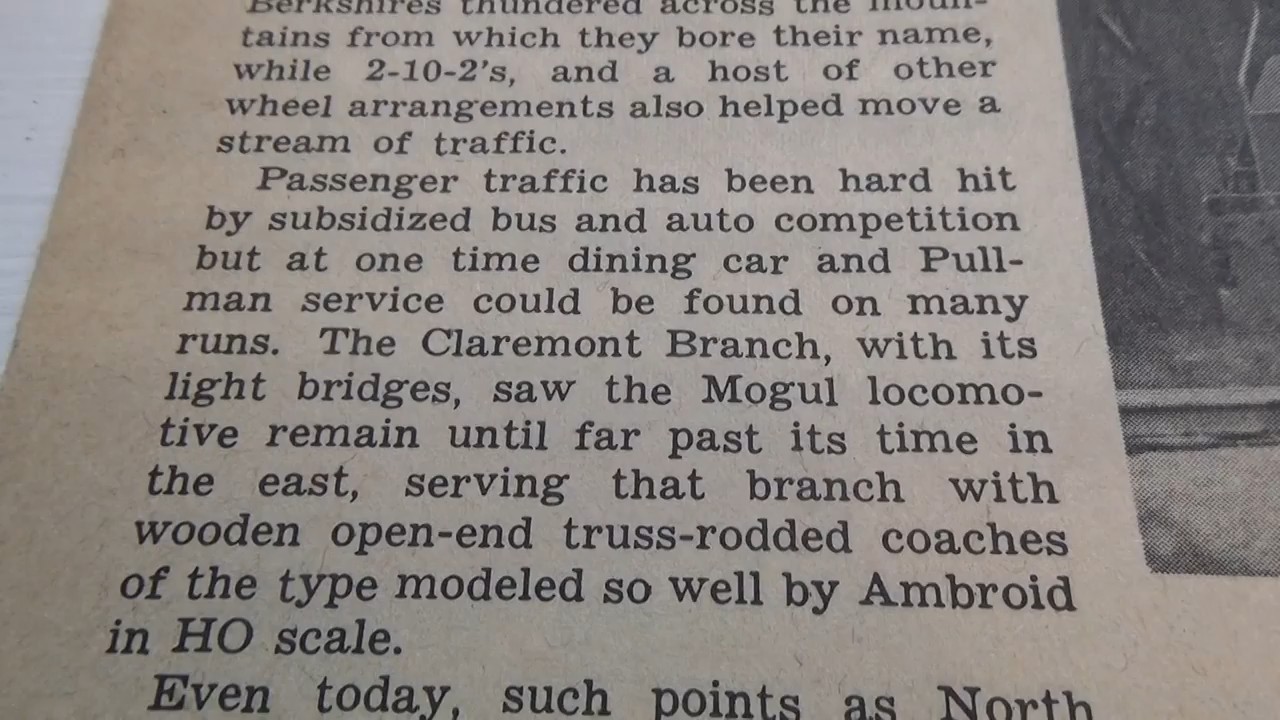 Berkshires thundered across the moun-
tains from which they bore their name,
while 2-10-2's, and a host of other
wheel arrangements also helped move a
stream of traffic.
Passenger traffic has been hard hit
by subsidized bus and auto competition
but at one time dining car and Pull-
man service could be found on many
runs. The Claremont Branch, with its
light bridges, saw the Mogul locomo-
tive remain until far past its time in
the east, serving that branch with
wooden open-end truss-rodded coaches
of the type modeled so well by Ambroid
in HO scale.
Even today, such points as North